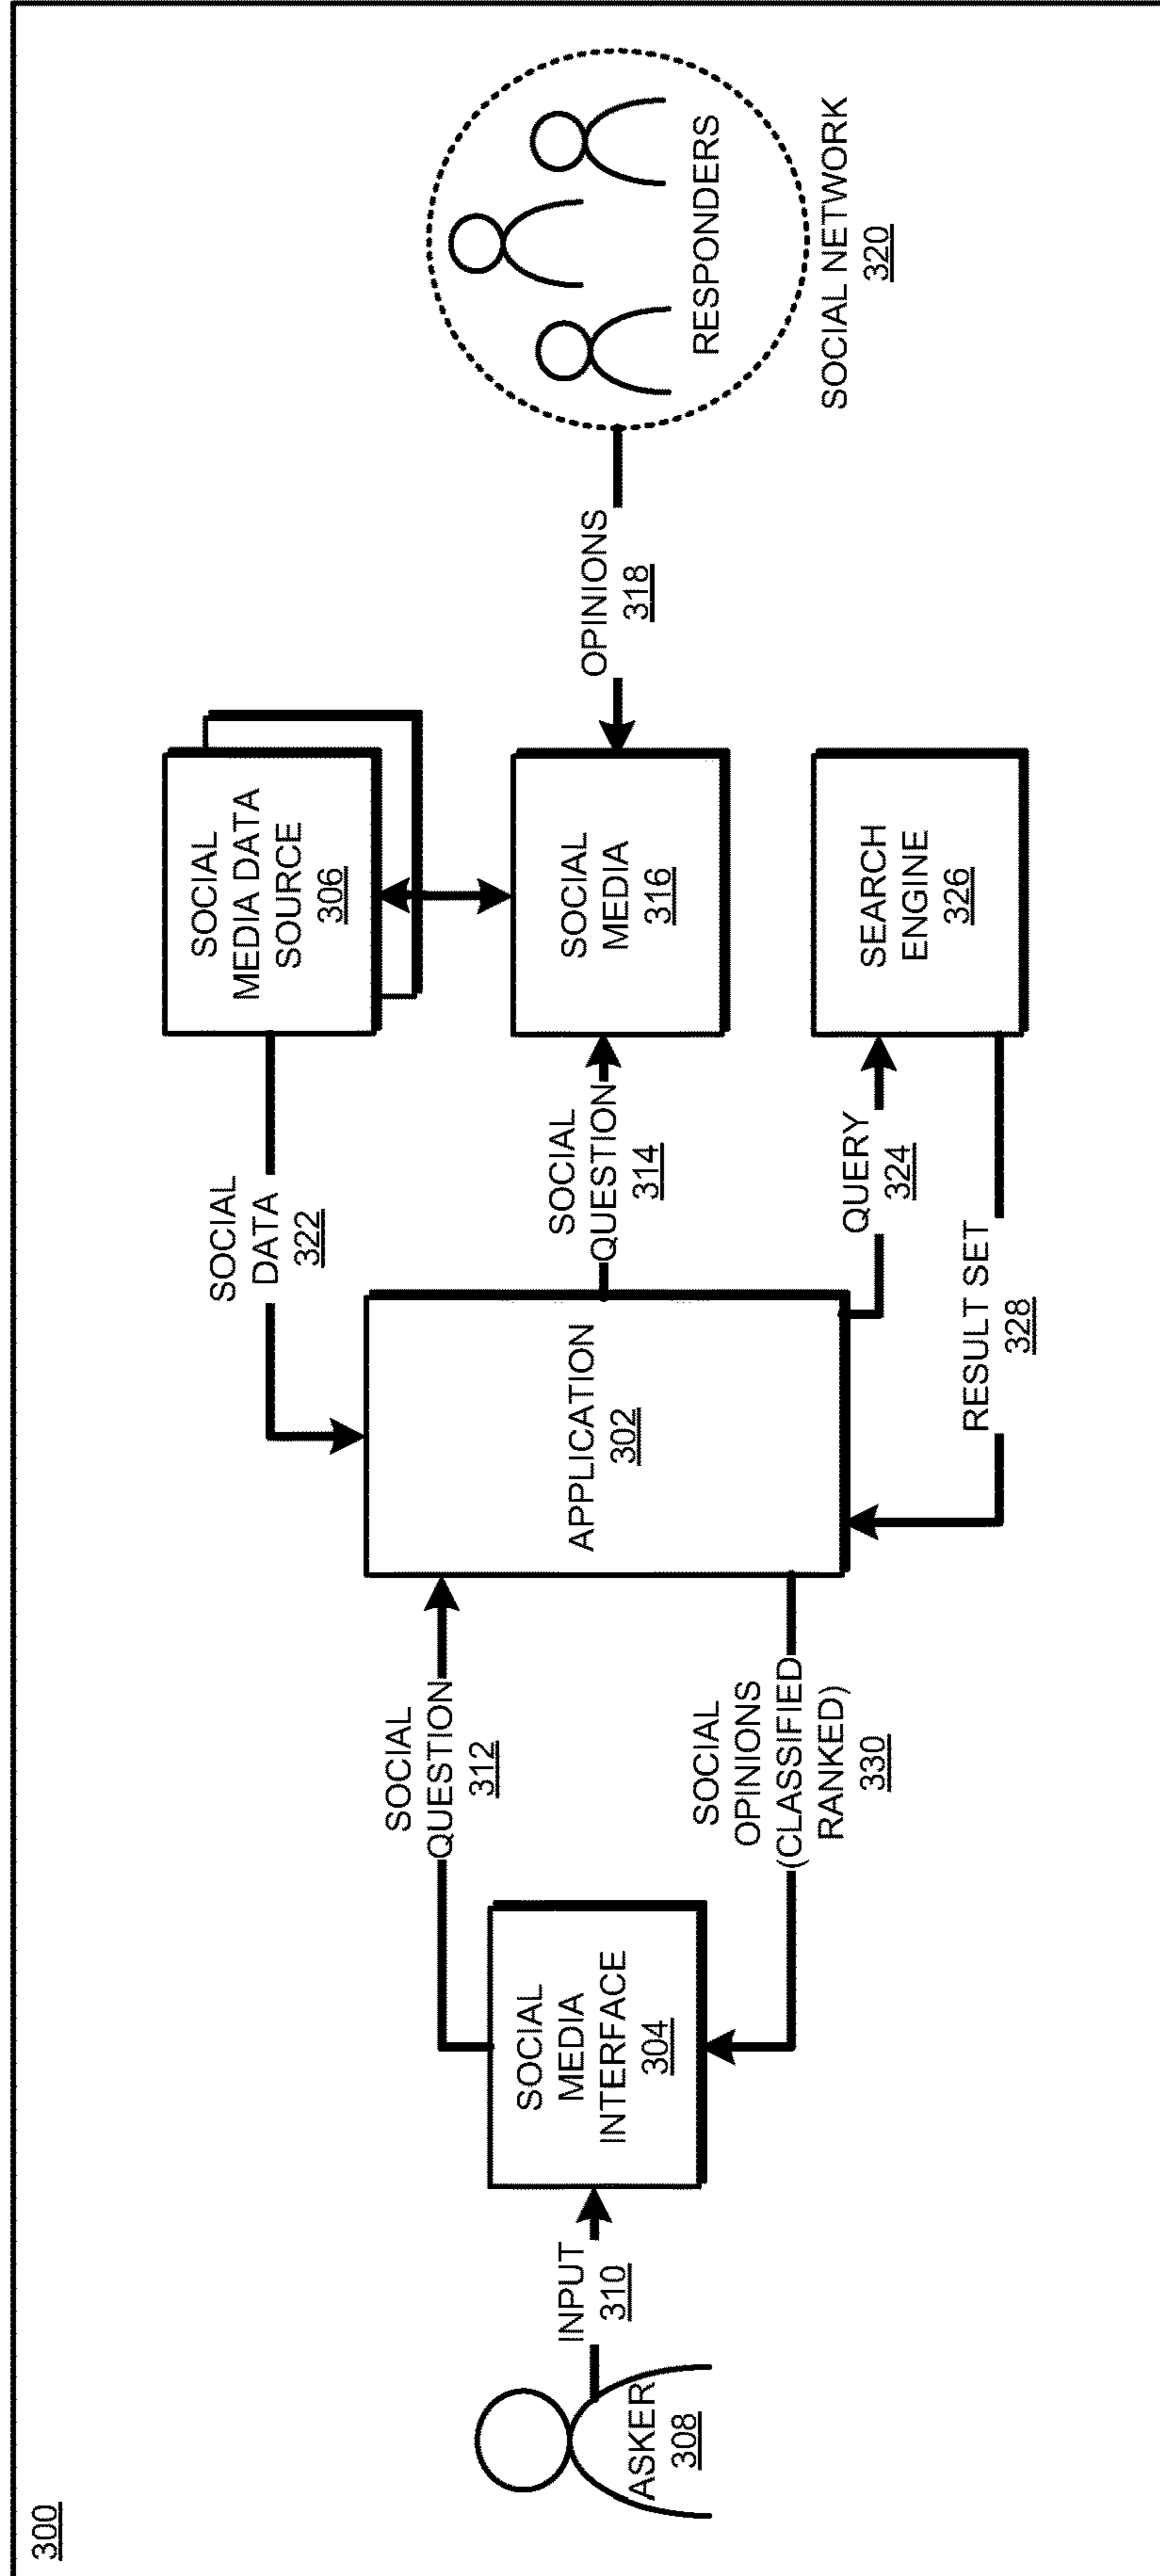 300
ASKER
308
INPUT
310
SOCIAL
MEDIA
INTERFACE
304
SOCIAL
QUESTION
312
SOCIAL
OPINIONS
(CLASSIFIED
RANKED)
330
APPLICATION
302
SOCIAL
DATA
322
SOCIAL
QUESTION
314
QUERY
324
RESULT SET
328
SOCIAL
MEDIA DATA
SOURCE
306
SOCIAL
MEDIA
316
SEARCH
ENGINE
326
OPINIONS
318
RESPONDERS
SOCIAL NETWORK
320